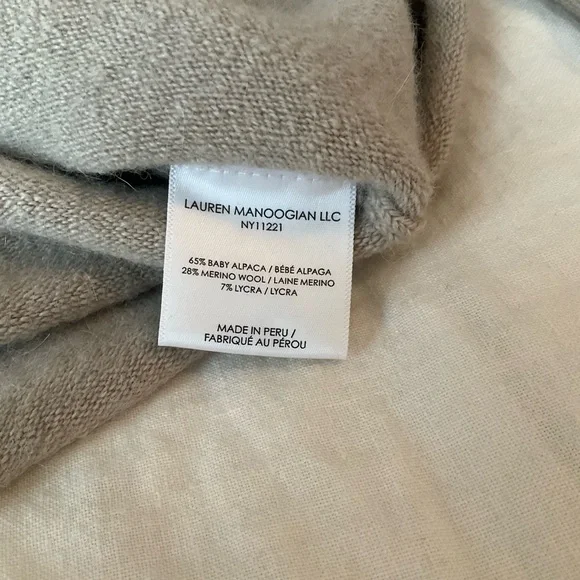 LAUREN MANOOGIAN LLC
NY11221
65% BABY ALPACA / BÉBÉ ALPAGA
28% MERINO WOOL / LAINE MERINO
7% LYCRA / LYCRA
MADE IN PERU /
FABRIQUÉ AU PÉROU